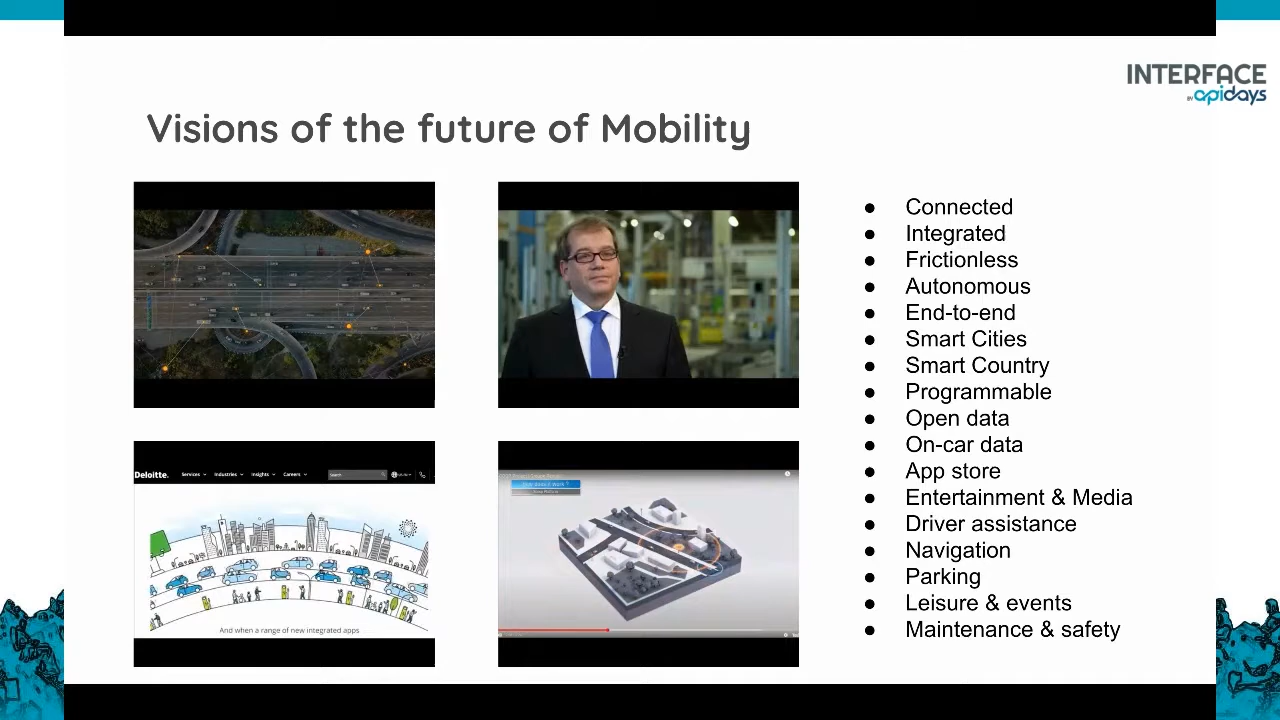 INTERFACE
BY apidays
Visions of the future of Mobility
Deloitte.
Services
Industries
Insights
Careers
Search
And when a range of new integrated apps
● Connected
● Integrated
● Frictionless
● Autonomous
● End-to-end
● Smart Cities
● Smart Country
● Programmable
● Open data
● On-car data
● App store
● Entertainment & Media
● Driver assistance
● Navigation
● Parking
● Leisure & events
● Maintenance & safety